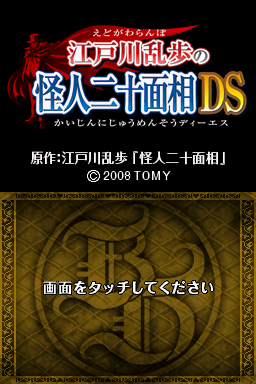 えどがわらんぽ
江戸川乱歩の
怪人二十面相DS
かいじんにじゅうめんそうディーエス
原作:江戸川乱歩『怪人二十面相』
©2008 TOMY
画面をタッチしてください